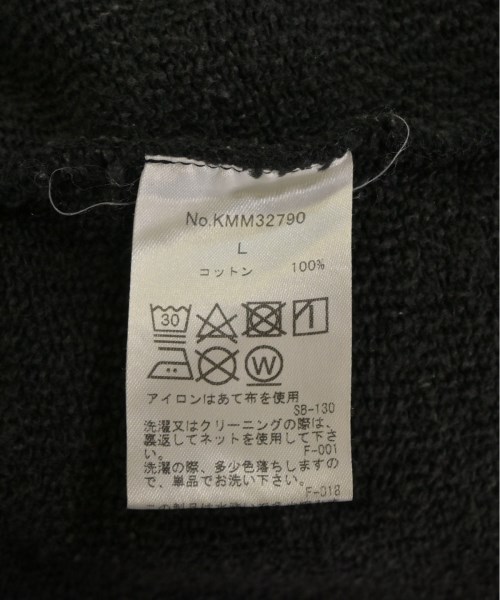 No.KMM32790
L
コットン 100%
30
W
アイロンはあて布を使用
SB-130
洗濯又はクリーニングの際は、
裏返してネットを使用して下さ
い。 F-001
洗濯の際、多少色落ちしますの
で、単品でお洗い下さい。
F-018